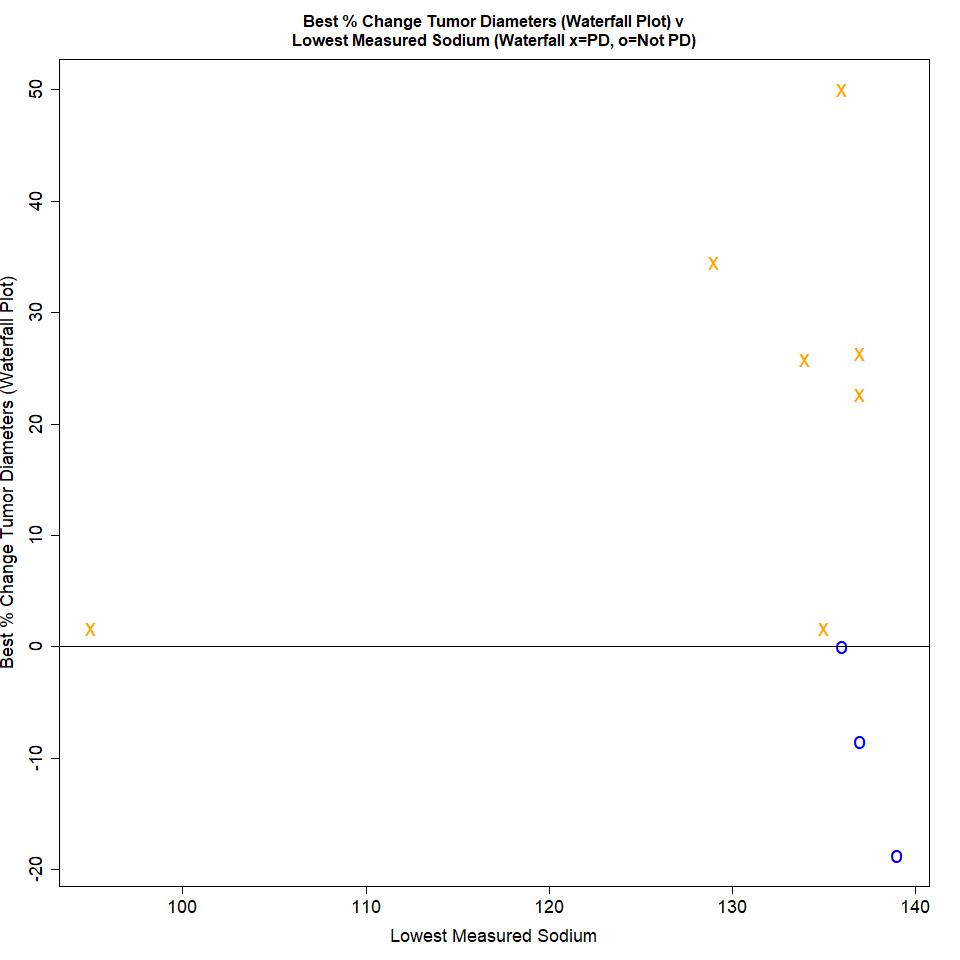 Best % Change Tumor Diameters (Waterfall Plot) v
Lowest Measured Sodium (Waterfall x=PD, o=Not PD)
Best % Change Tumor Diameters (Waterfall Plot)
50
40
30
20
10
0
-10
-20
X
X
X
X
X
X
X
O
O
O
100
110
120
130
140
Lowest Measured Sodium